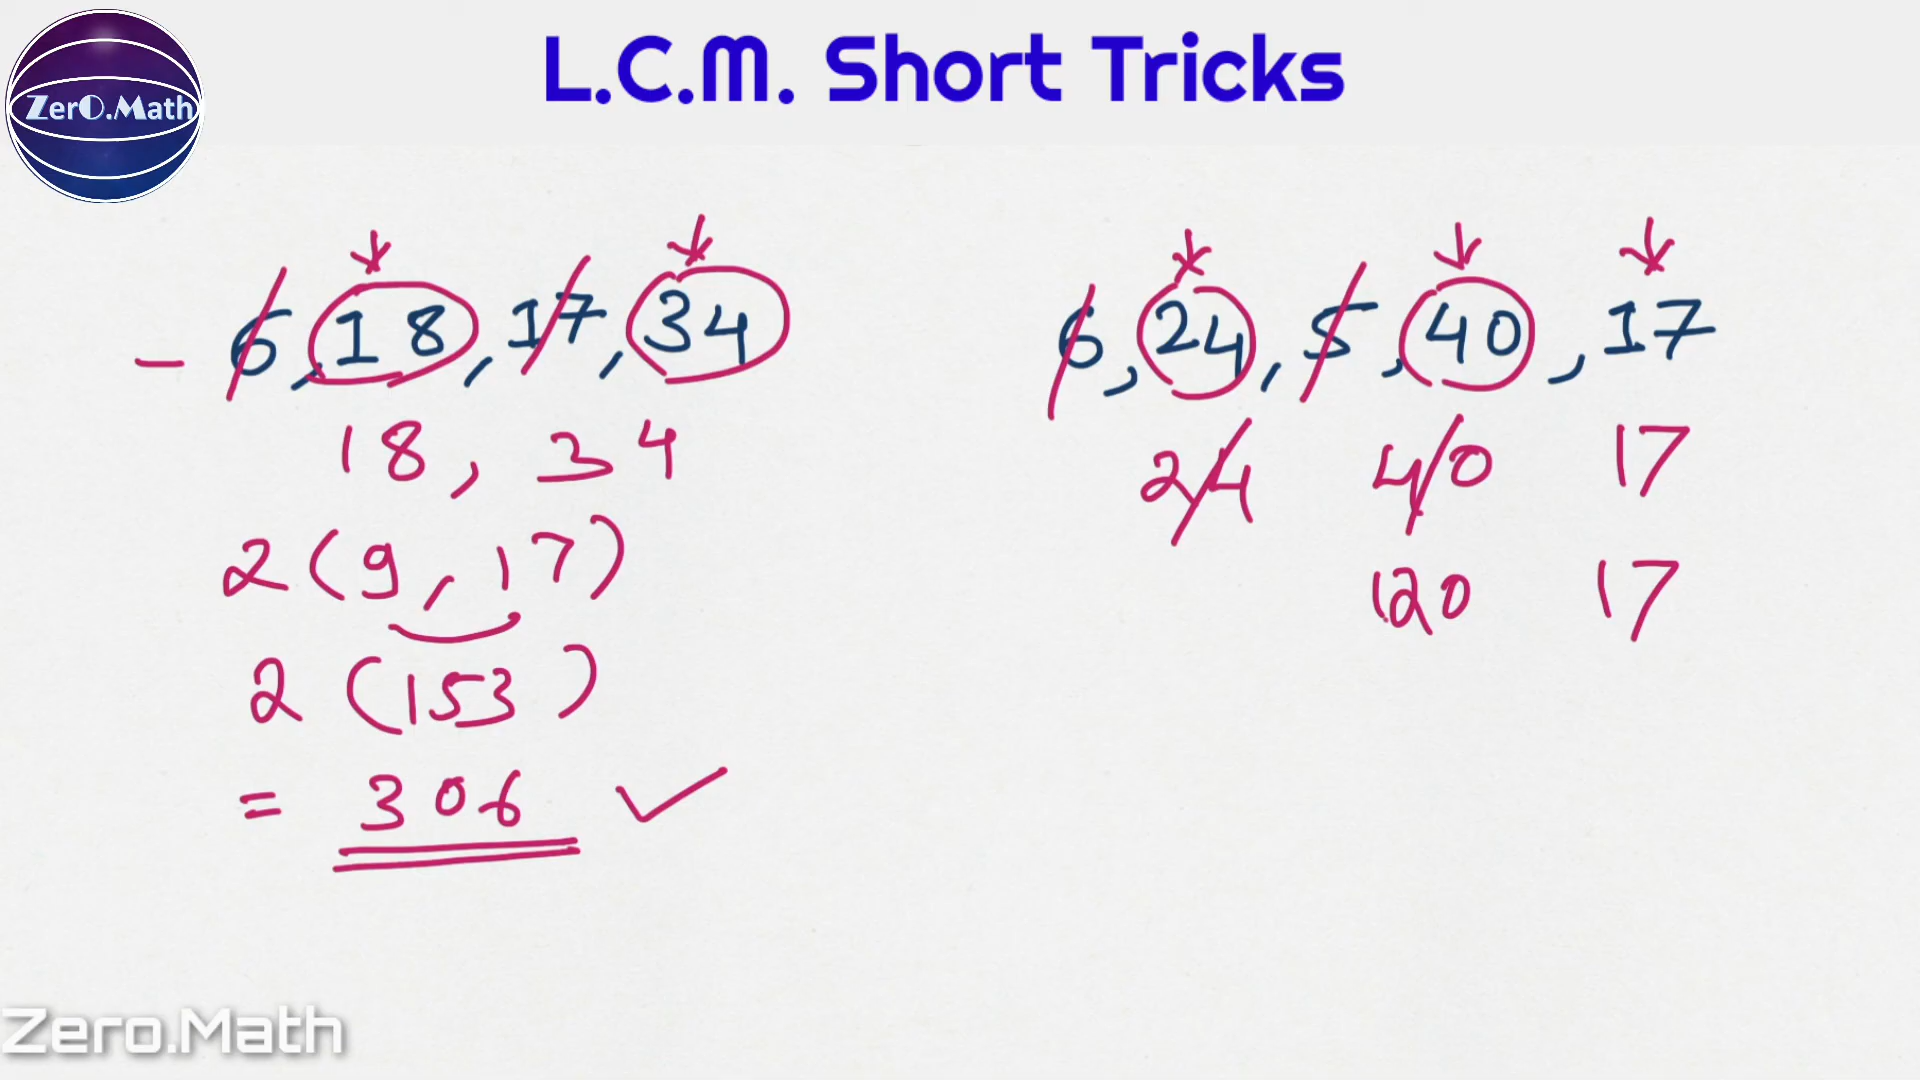 ZerO.Math
L.C.M. Short Tricks
- 6, 18, 17, 34
18, 34
2 (9, 17)
2 (153)
= 306 ✓
6, 24, 5, 40, 17
24 40 17
120 17
Zero.Math